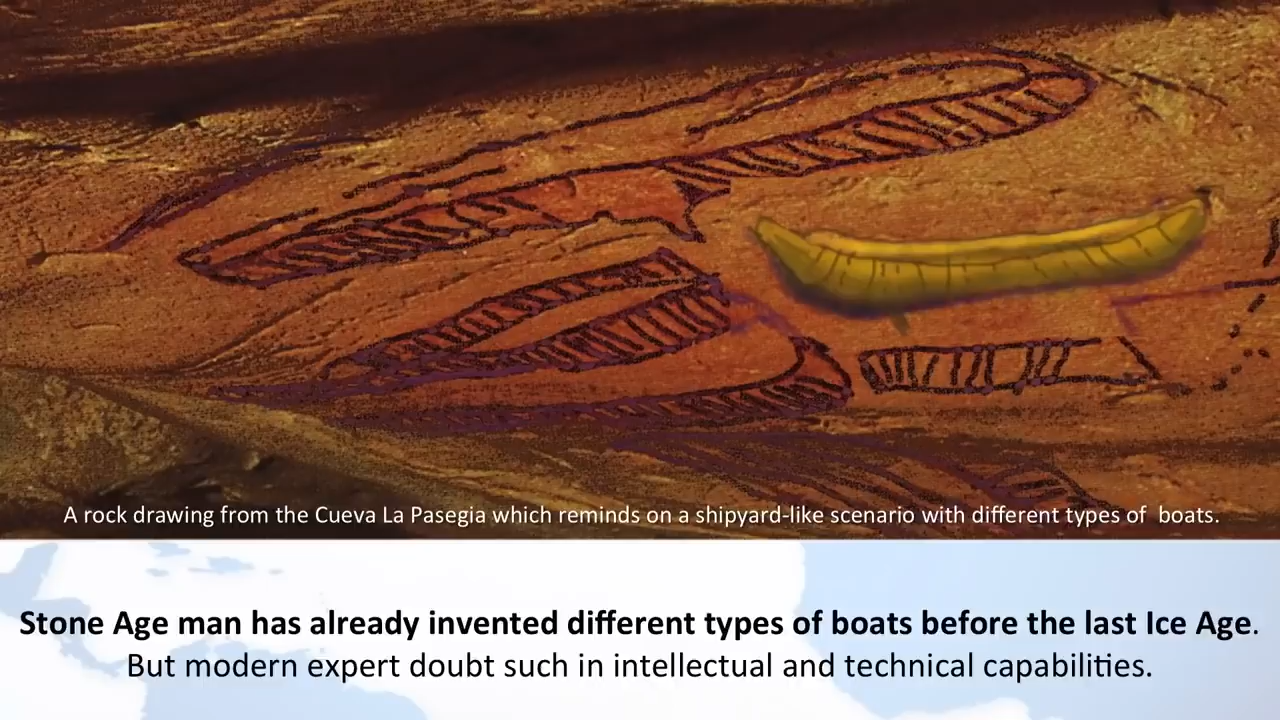 A rock drawing from the Cueva La Pasegia which reminds on a shipyard-like scenario with different types of boats.
Stone Age man has already invented different types of boats before the last Ice Age.
But modern expert doubt such in intellectual and technical capabilities.